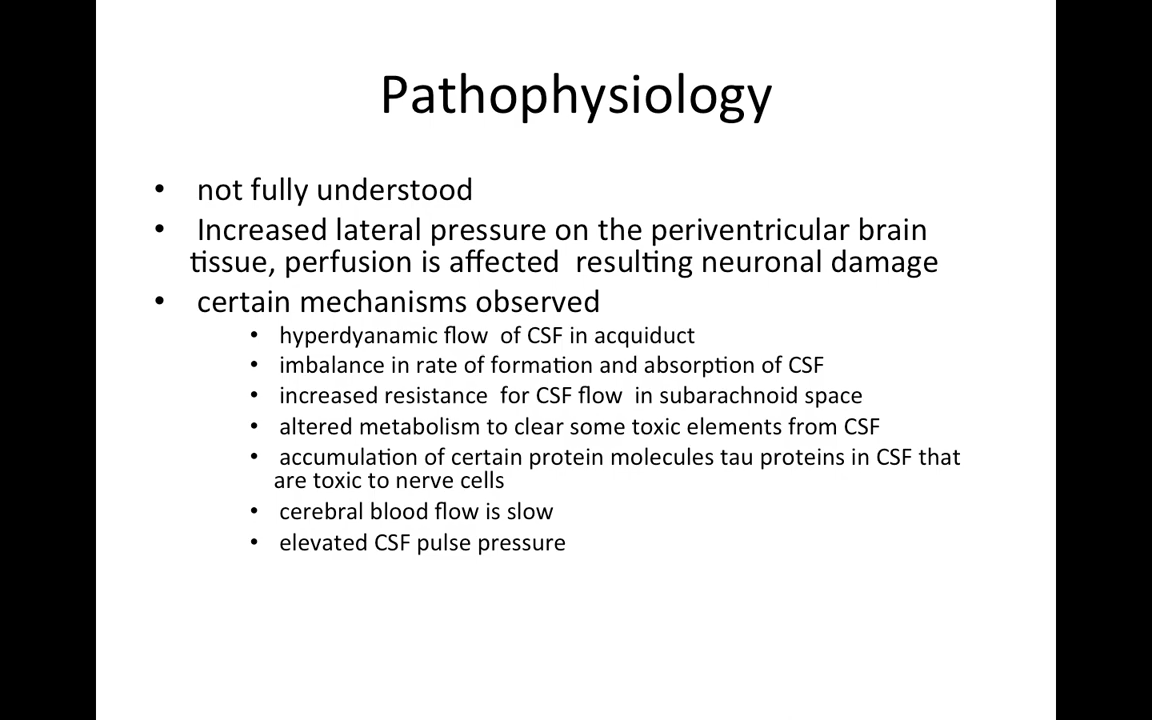 Pathophysiology
• not fully understood
• Increased lateral pressure on the periventricular brain
tissue, perfusion is affected resulting neuronal damage
• certain mechanisms observed
• hyperdyanamic flow of CSF in acquiduct
• imbalance in rate of formation and absorption of CSF
• increased resistance for CSF flow in subarachnoid space
• altered metabolism to clear some toxic elements from CSF
• accumulation of certain protein molecules tau proteins in CSF that
are toxic to nerve cells
• cerebral blood flow is slow
• elevated CSF pulse pressure